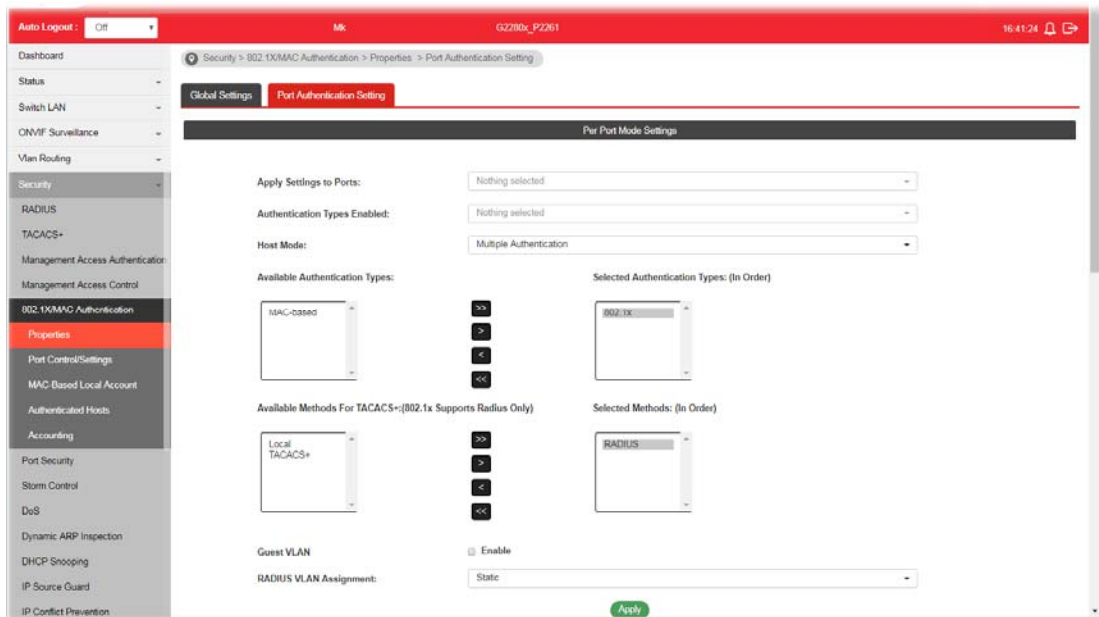 Auto Logout : Off Mk G2280x_P2261 16:41:24
Dashboard
Status
Switch LAN
ONVIF Surveillance
Vlan Routing
Security
RADIUS
TACACS+
Management Access Authentication
Management Access Control
802.1X/MAC Authentication
Properties
Port Control/Settings
MAC-Based Local Account
Authenticated Hosts
Accounting
Port Security
Storm Control
DoS
Dynamic ARP Inspection
DHCP Snooping
IP Source Guard
IP Conflict Prevention
Security > 802.1X/MAC Authentication > Properties > Port Authentication Setting
Global Settings Port Authentication Setting
Per Port Mode Settings
Apply Settings to Ports: Nothing selected
Authentication Types Enabled: Nothing selected
Host Mode: Multiple Authentication
Available Authentication Types: Selected Authentication Types: (In Order)
MAC-based >> 802.1x
>
<
<<
Available Methods For TACACS+:(802.1x Supports Radius Only) Selected Methods: (In Order)
Local >> RADIUS
TACACS+ >
<
<<
Guest VLAN Enable
RADIUS VLAN Assignment: Static
Apply